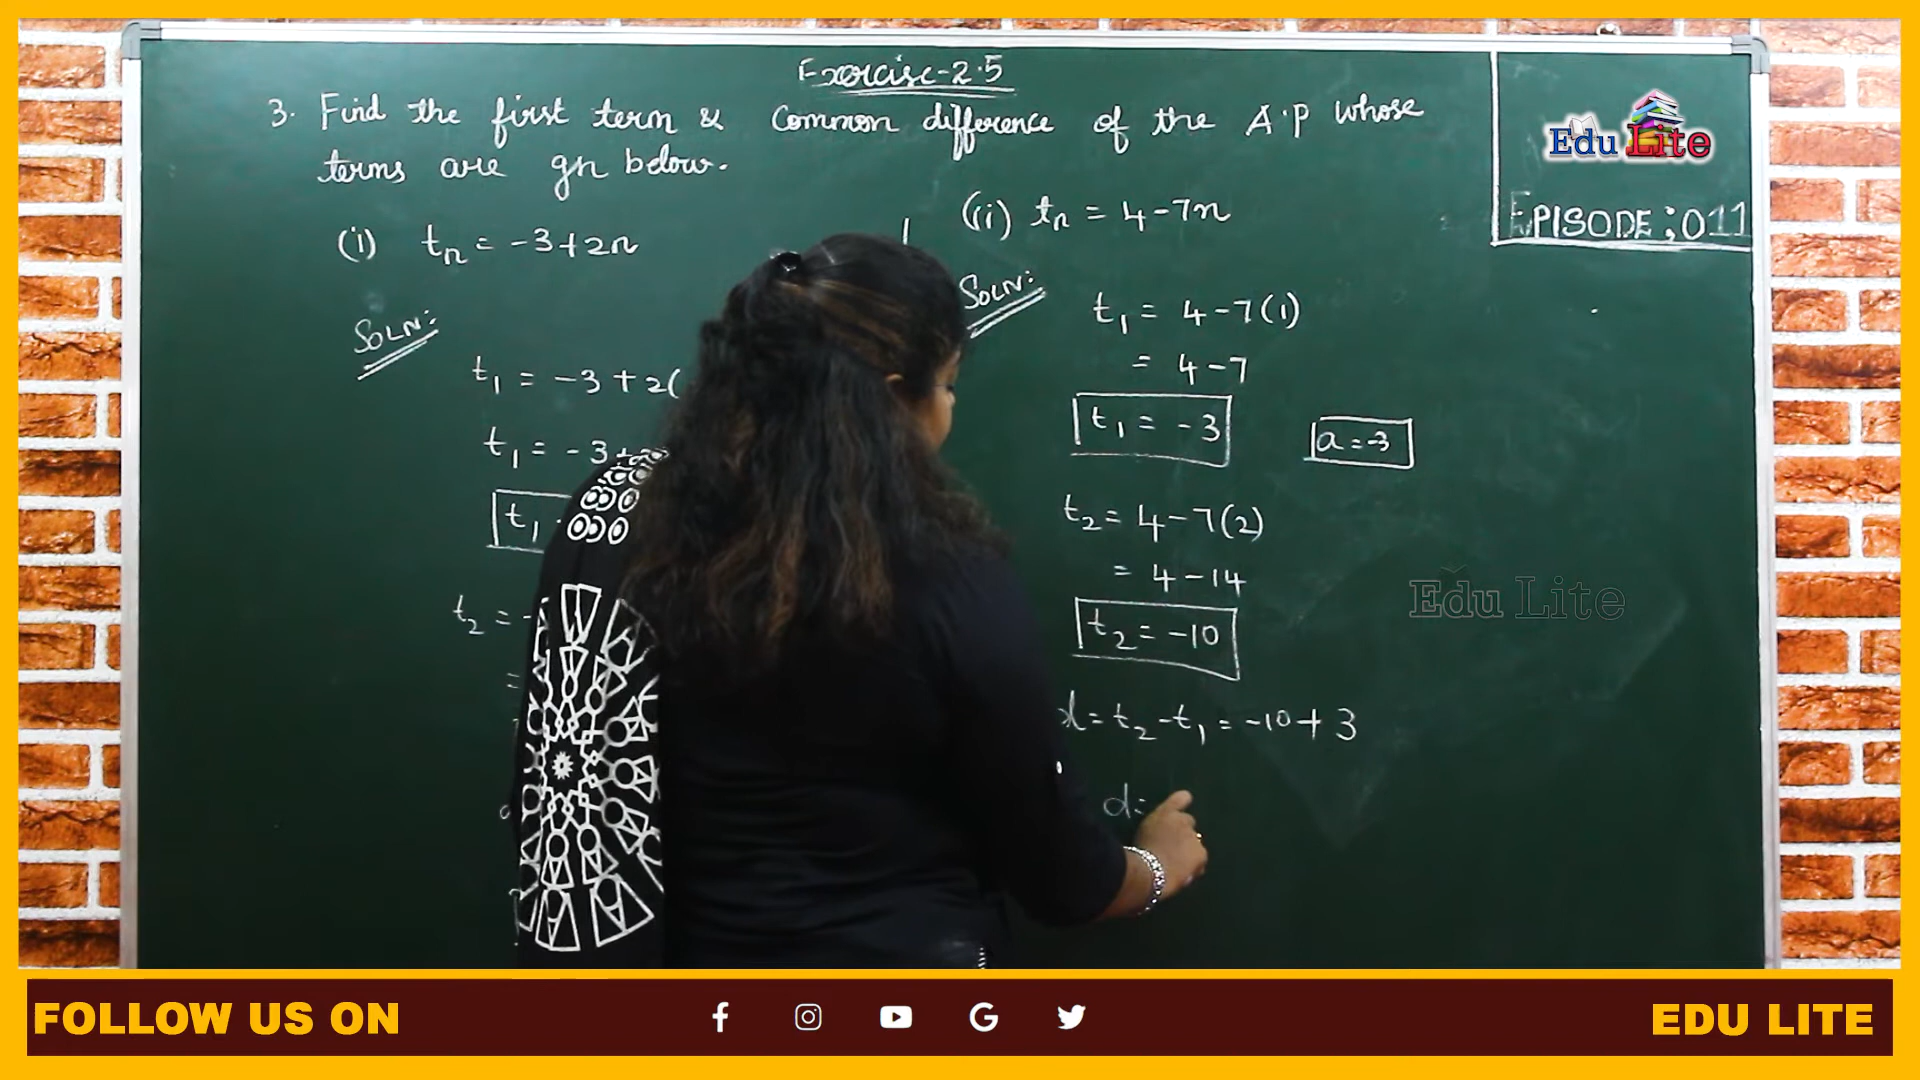 Exercise-2.5
3. Find the first term & Common difference of the A.P whose
terms are gn below.
(i) tn = -3+2n
SOLN:
t1 = -3+2(
t1 = -3+
t1
t2 = -
=
(ii) tn = 4-7n
SOLN:
t1 = 4-7(1)
= 4-7
t1 = -3
a=-3
t2 = 4-7(2)
= 4-14
t2 = -10
d= t2 -t1 = -10+3
d=
Edu Lite
EPISODE;011
Edu Lite
FOLLOW US ON
EDU LITE